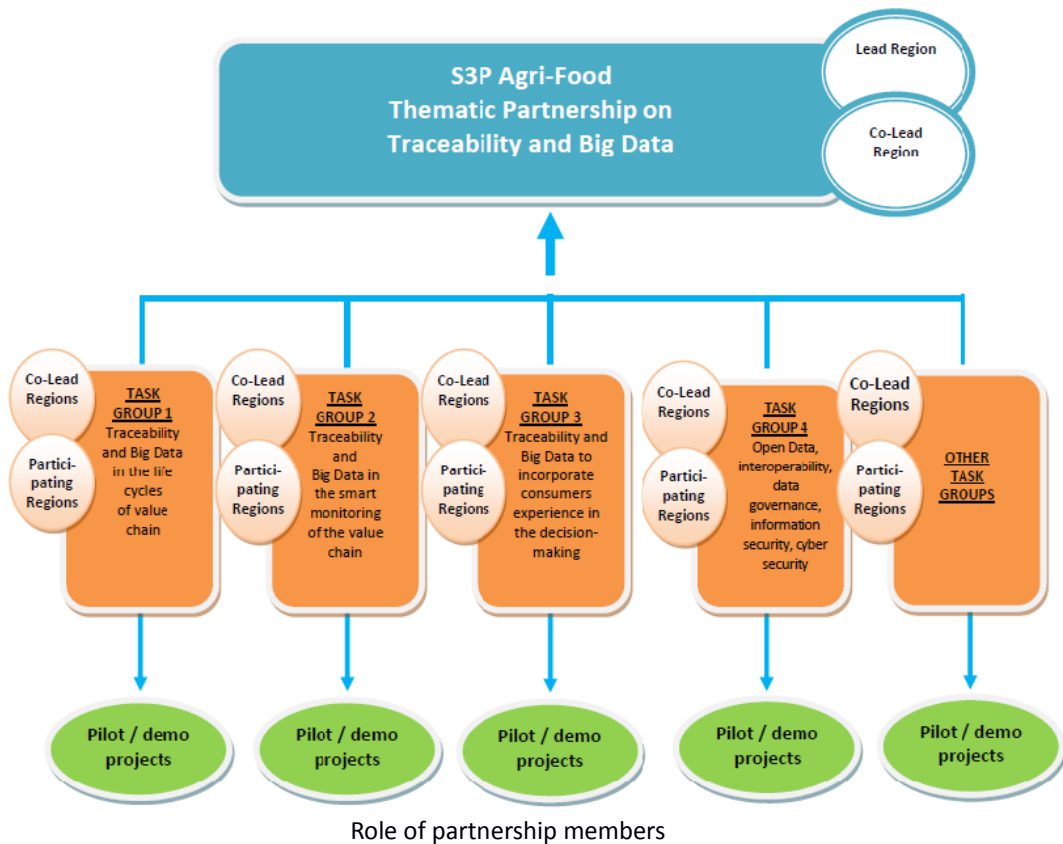 S3P Agri-Food
Thematic Partnership on
Traceability and Big Data
Lead Region
Co-Lead
Region
Co-Lead
Regions
Partici-
pating
Regions
TASK
GROUP 1
Traceability
and Big Data
in the life
cycles
of value
chain
Co-Lead
Regions
Partici-
pating Regions
TASK
GROUP 2
Traceability
and
Big Data in
the smart
monitoring
of the value
chain
Co-Lead
Regions
Partici-
pating Regions
TASK
GROUP 3
Traceability and
Big Data to
incorporate
consumers
experience in
the decision-
making
Co-Lead
Regions
Partici-
pating
Regions
TASK
GROUP 4
Open Data,
interoperability,
data
governance,
information
security, cyber
security
Co-Lead
Regions
Partici-
pating
Regions
OTHER
TASK
GROUPS
Pilot / demo
projects
Pilot / demo
projects
Pilot / demo
projects
Pilot / demo
projects
Pilot / demo
projects
Role of partnership members